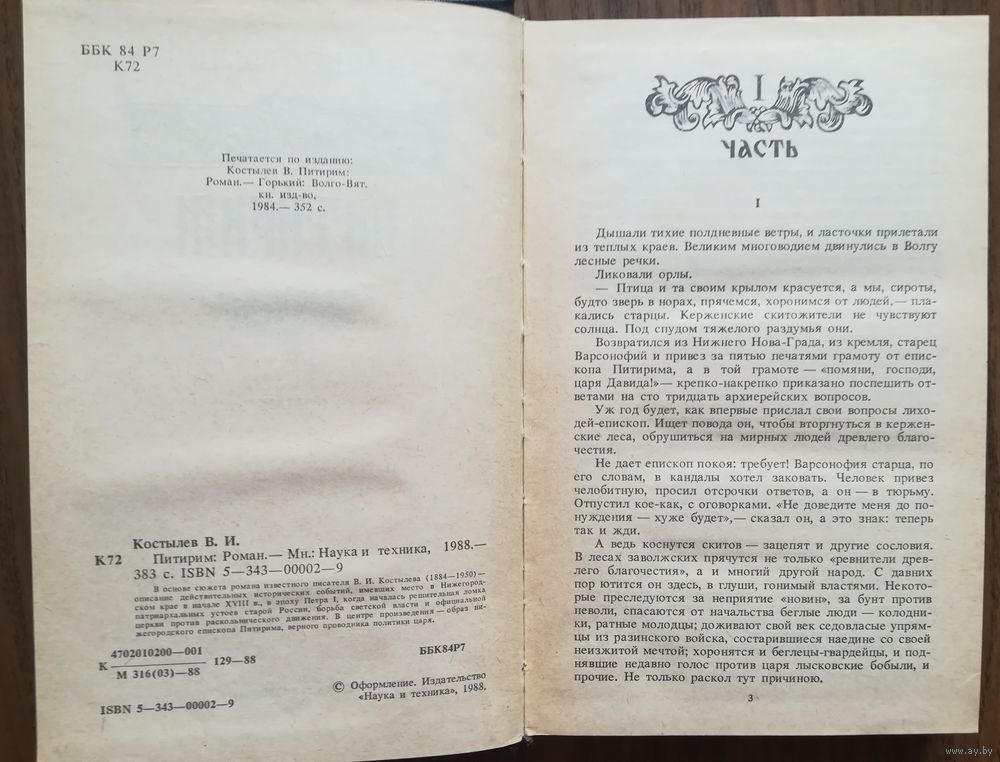 ББК 84 Р7
К72
Печатается по изданию:
Костылев В. Питирим:
Роман.— Горький: Волго-Вят.
кн. изд-во,
1984.— 352 с.
Костылев В. И.
К72 Питирим: Роман.— Мн.: Наука и техника, 1988.—
383 с. ISBN 5—343—00002—9
В основе сюжета романа известного писателя В. И. Костылева (1884—1950)—
описание действительных исторических событий, имевших место в Нижегород-
ском крае в начале XVIII в., в эпоху Петра I, когда началась решительная ломка
патриархальных устоев старой России, борьба светской власти и официальной
церкви против раскольнического движения. В центре произведения — образ ни-
жегородского епископа Питирима, верного проводника политики царя.
К 4702010200—001
М 316(03)—88
129—88
ББК84Р7
© Оформление. Издательство
«Наука и техника», 1988.
ISBN 5—343—00002—9
I
ЧАСТЬ
I
Дышали тихие полдневные ветры, и ласточки прилетали
из теплых краев. Великим многоводием двинулись в Волгу
лесные речки.
Ликовали орлы.
— Птица и та своим крылом красуется, а мы, сироты,
будто зверь в норах, прячемся, хоронимся от людей,— пла-
кались старцы. Керженские скитожители не чувствуют
солнца. Под спудом тяжелого раздумья они.
Возвратился из Нижнего Нова-Града, из кремля, старец
Варсонофий и привез за пятью печатями грамоту от епис-
копа Питирима, а в той грамоте — «помяни, господи,
царя Давида!»— крепко-накрепко приказано поспешить от-
ветами на сто тридцать архиерейских вопросов.
Уж год будет, как впервые прислал свои вопросы лихо-
дей-епископ. Ищет повода он, чтобы вторгнуться в кержен-
ские леса, обрушиться на мирных людей древлего благо-
честия.
Не дает епископ покоя: требует! Варсонофия старца, по
его словам, в кандалы хотел заковать. Человек привез
челобитную, просил отсрочки ответов, а он — в тюрьму.
Отпустил кое-как, с оговорками. «Не доведите меня до по-
нуждения — хуже будет»,— сказал он, а это знак: теперь
так и жди.
А ведь коснутся скитов — зацепят и другие сословия.
В лесах заволжских прячутся не только «ревнители древ-
лего благочестия», а и многий другой народ. С давних
пор ютится он здесь, в глуши, гонимый властями. Некото-
рые преследуются за неприятие «новин», за бунт против
неволи, спасаются от начальства беглые люди — колодни-
ки, ратные молодцы; доживают свой век седовласые упрям-
цы из разинского войска, состарившиеся наедине со своей
неизжитой мечтой; хоронятся и беглецы-гвардейцы, и под-
нявшие недавно голос против царя лысковские бобыли, и
прочие. Не только раскол тут причиною.
3
www.ay.by